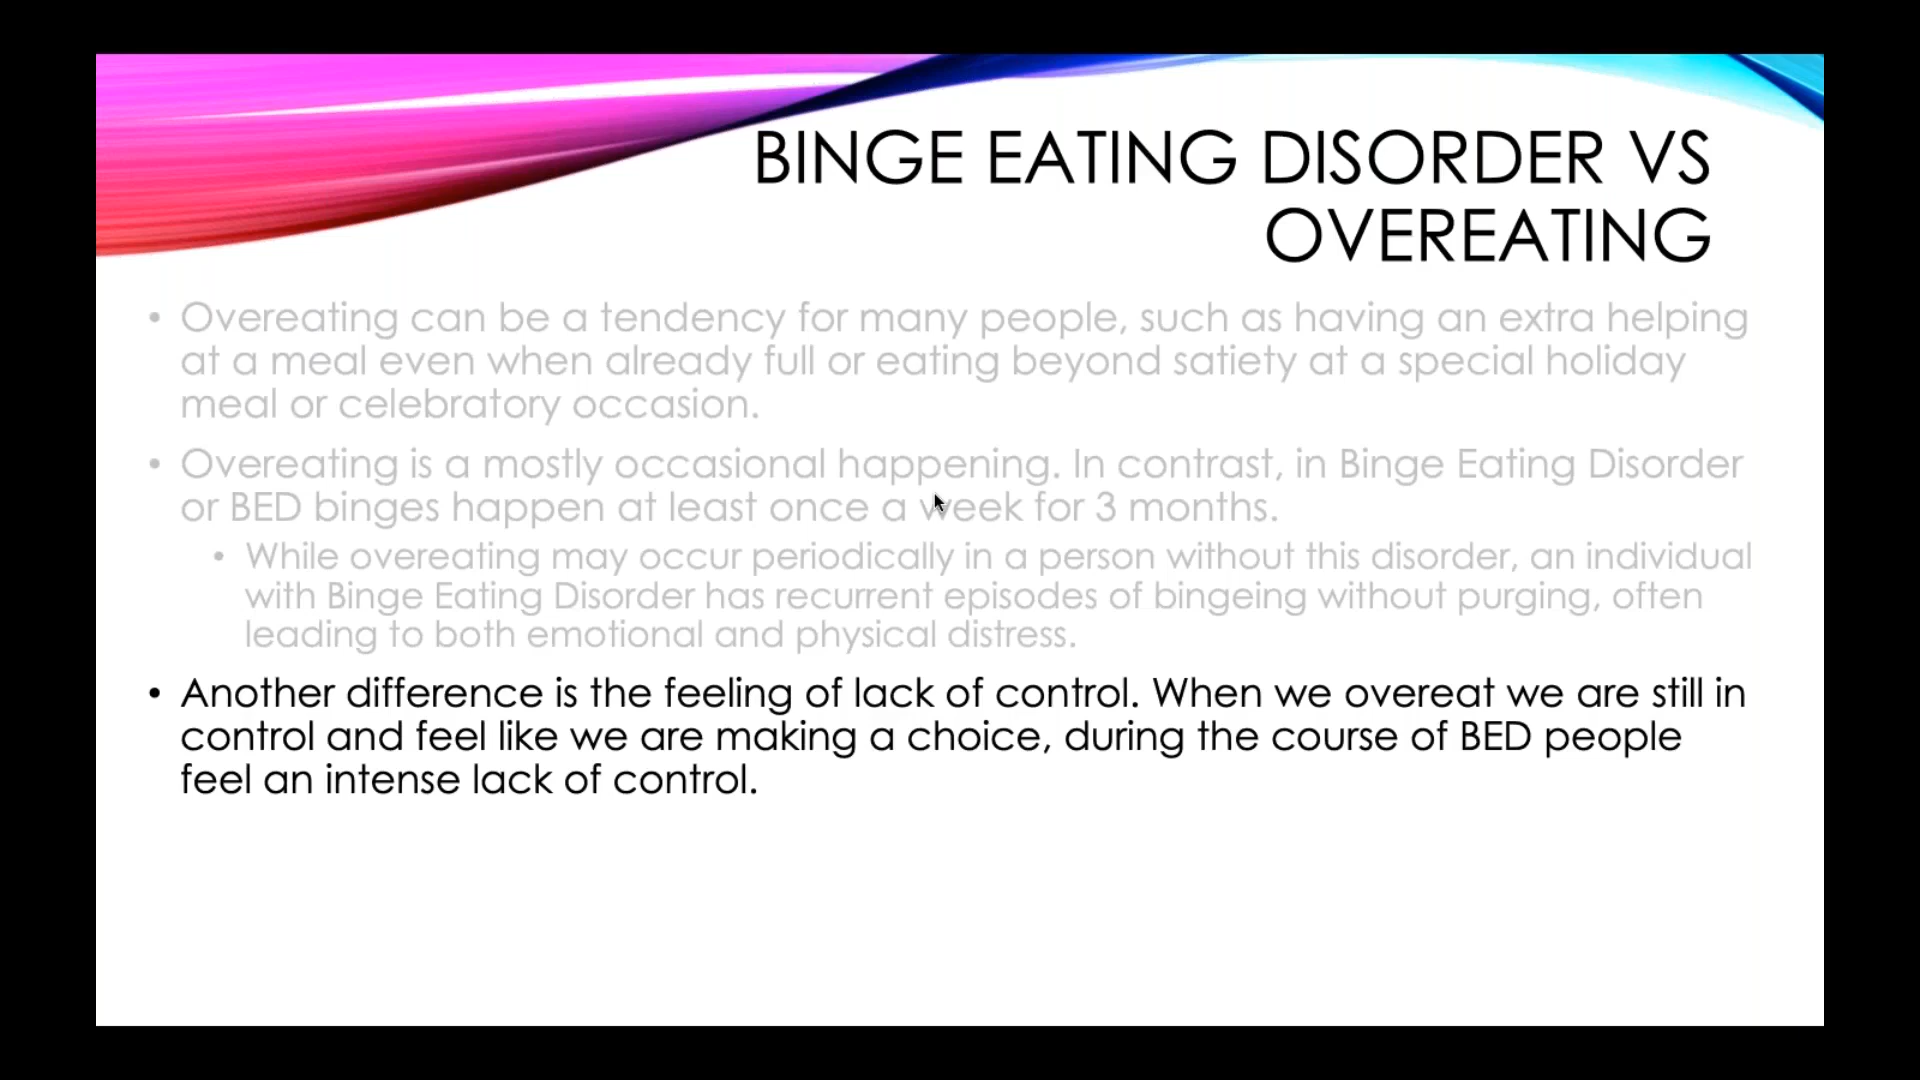 BINGE EATING DISORDER VS
OVEREATING
• Overeating can be a tendency for many people, such as having an extra helping
at a meal even when already full or eating beyond satiety at a special holiday
meal or celebratory occasion.
• Overeating is a mostly occasional happening. In contrast, in Binge Eating Disorder
or BED binges happen at least once a week for 3 months.
• While overeating may occur periodically in a person without this disorder, an individual
with Binge Eating Disorder has recurrent episodes of bingeing without purging, often
leading to both emotional and physical distress.
• Another difference is the feeling of lack of control. When we overeat we are still in
control and feel like we are making a choice, during the course of BED people
feel an intense lack of control.